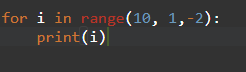 for i in range(10, 1,-2):
    print(i)